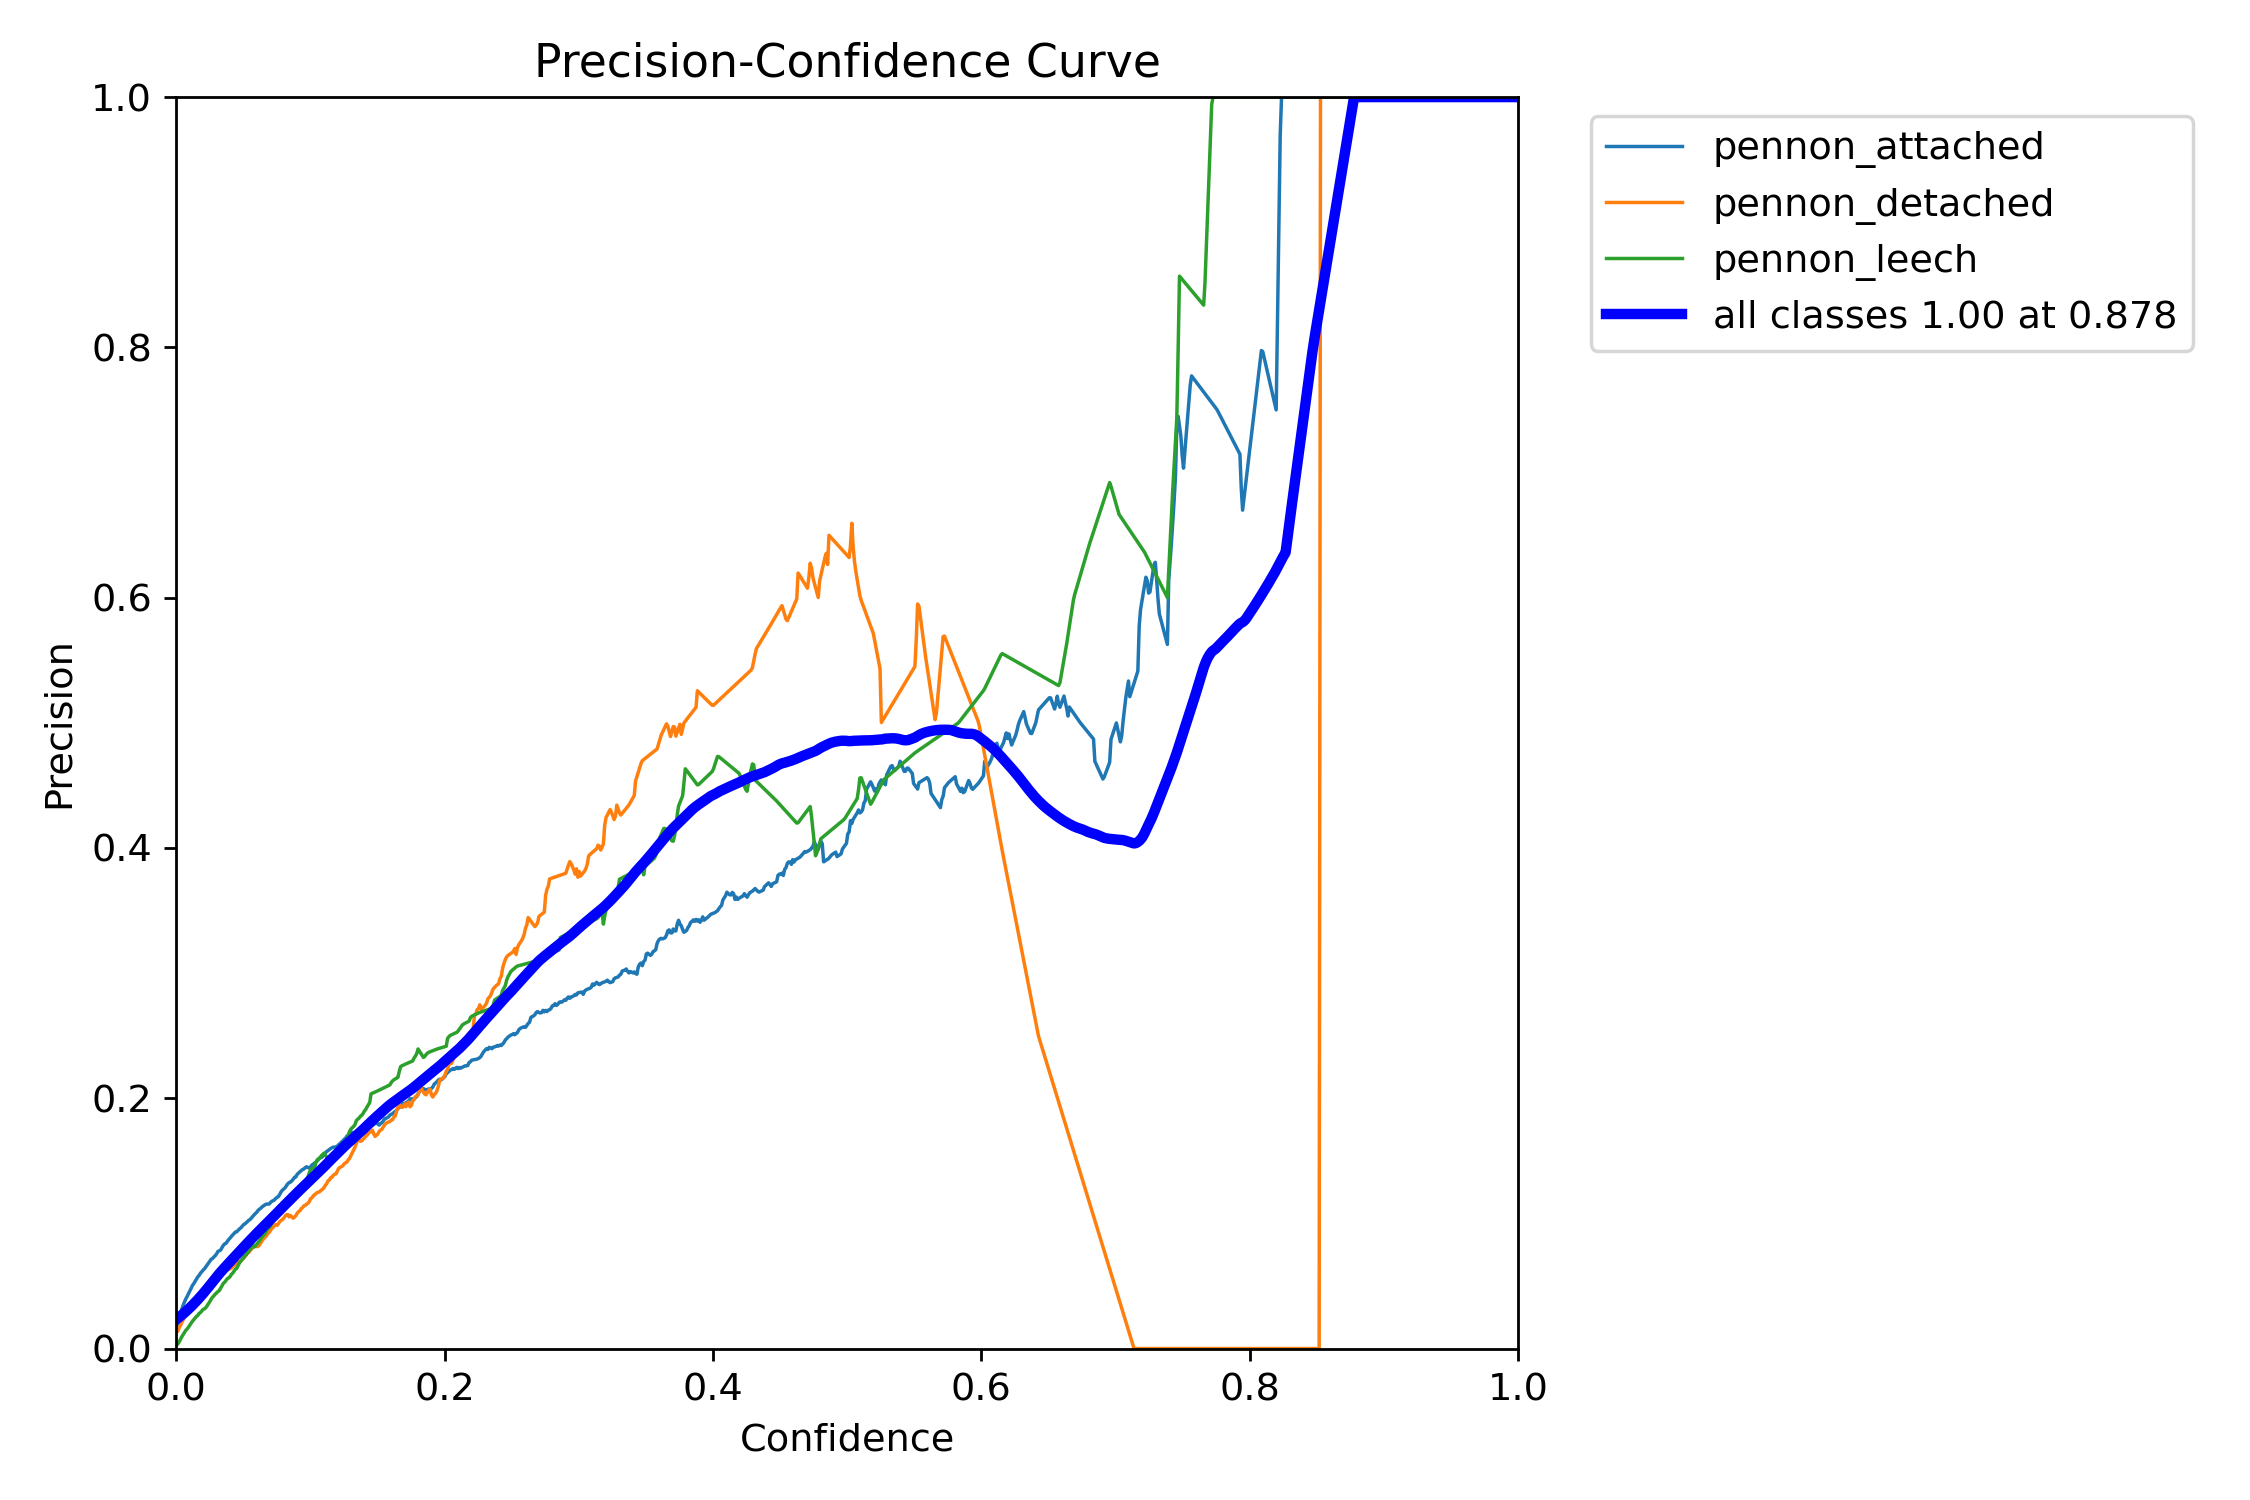 Precision-Confidence Curve
1.0
0.8
0.6
0.4
0.2
0.0
Precision
0.0 0.2 0.4 0.6 0.8 1.0
Confidence
pennon_attached
pennon_detached
pennon_leech
all classes 1.00 at 0.878